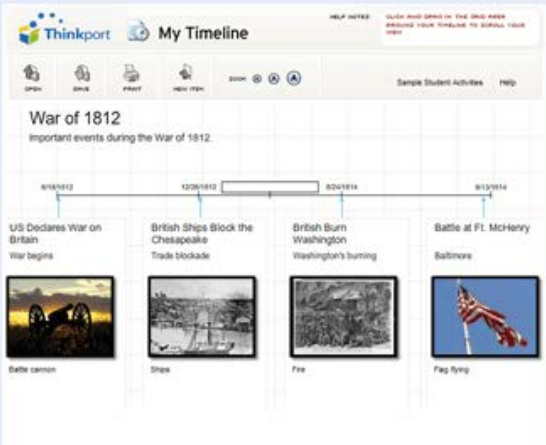 Thinkport
My Timeline
HELP NOTES
CLICK AND DRAG IN THE GRID AREA
AROUND YOUR TIMELINE TO SCROLL YOUR
VIEW
OPEN
SAVE
PRINT
NEW ITEM
ZOOM
A
A
A
Sample Student Activities
Help
War of 1812
Important events during the War of 1812.
6/18/1812
12/26/1812
8/24/1814
9/13/1814
US Declares War on
Britain
War begins
Battle cannon
British Ships Block the
Chesapeake
Trade blockade
Ships
British Burn
Washington
Washington's burning
Fire
Battle at Ft. McHenry
Baltimore
Flag flying